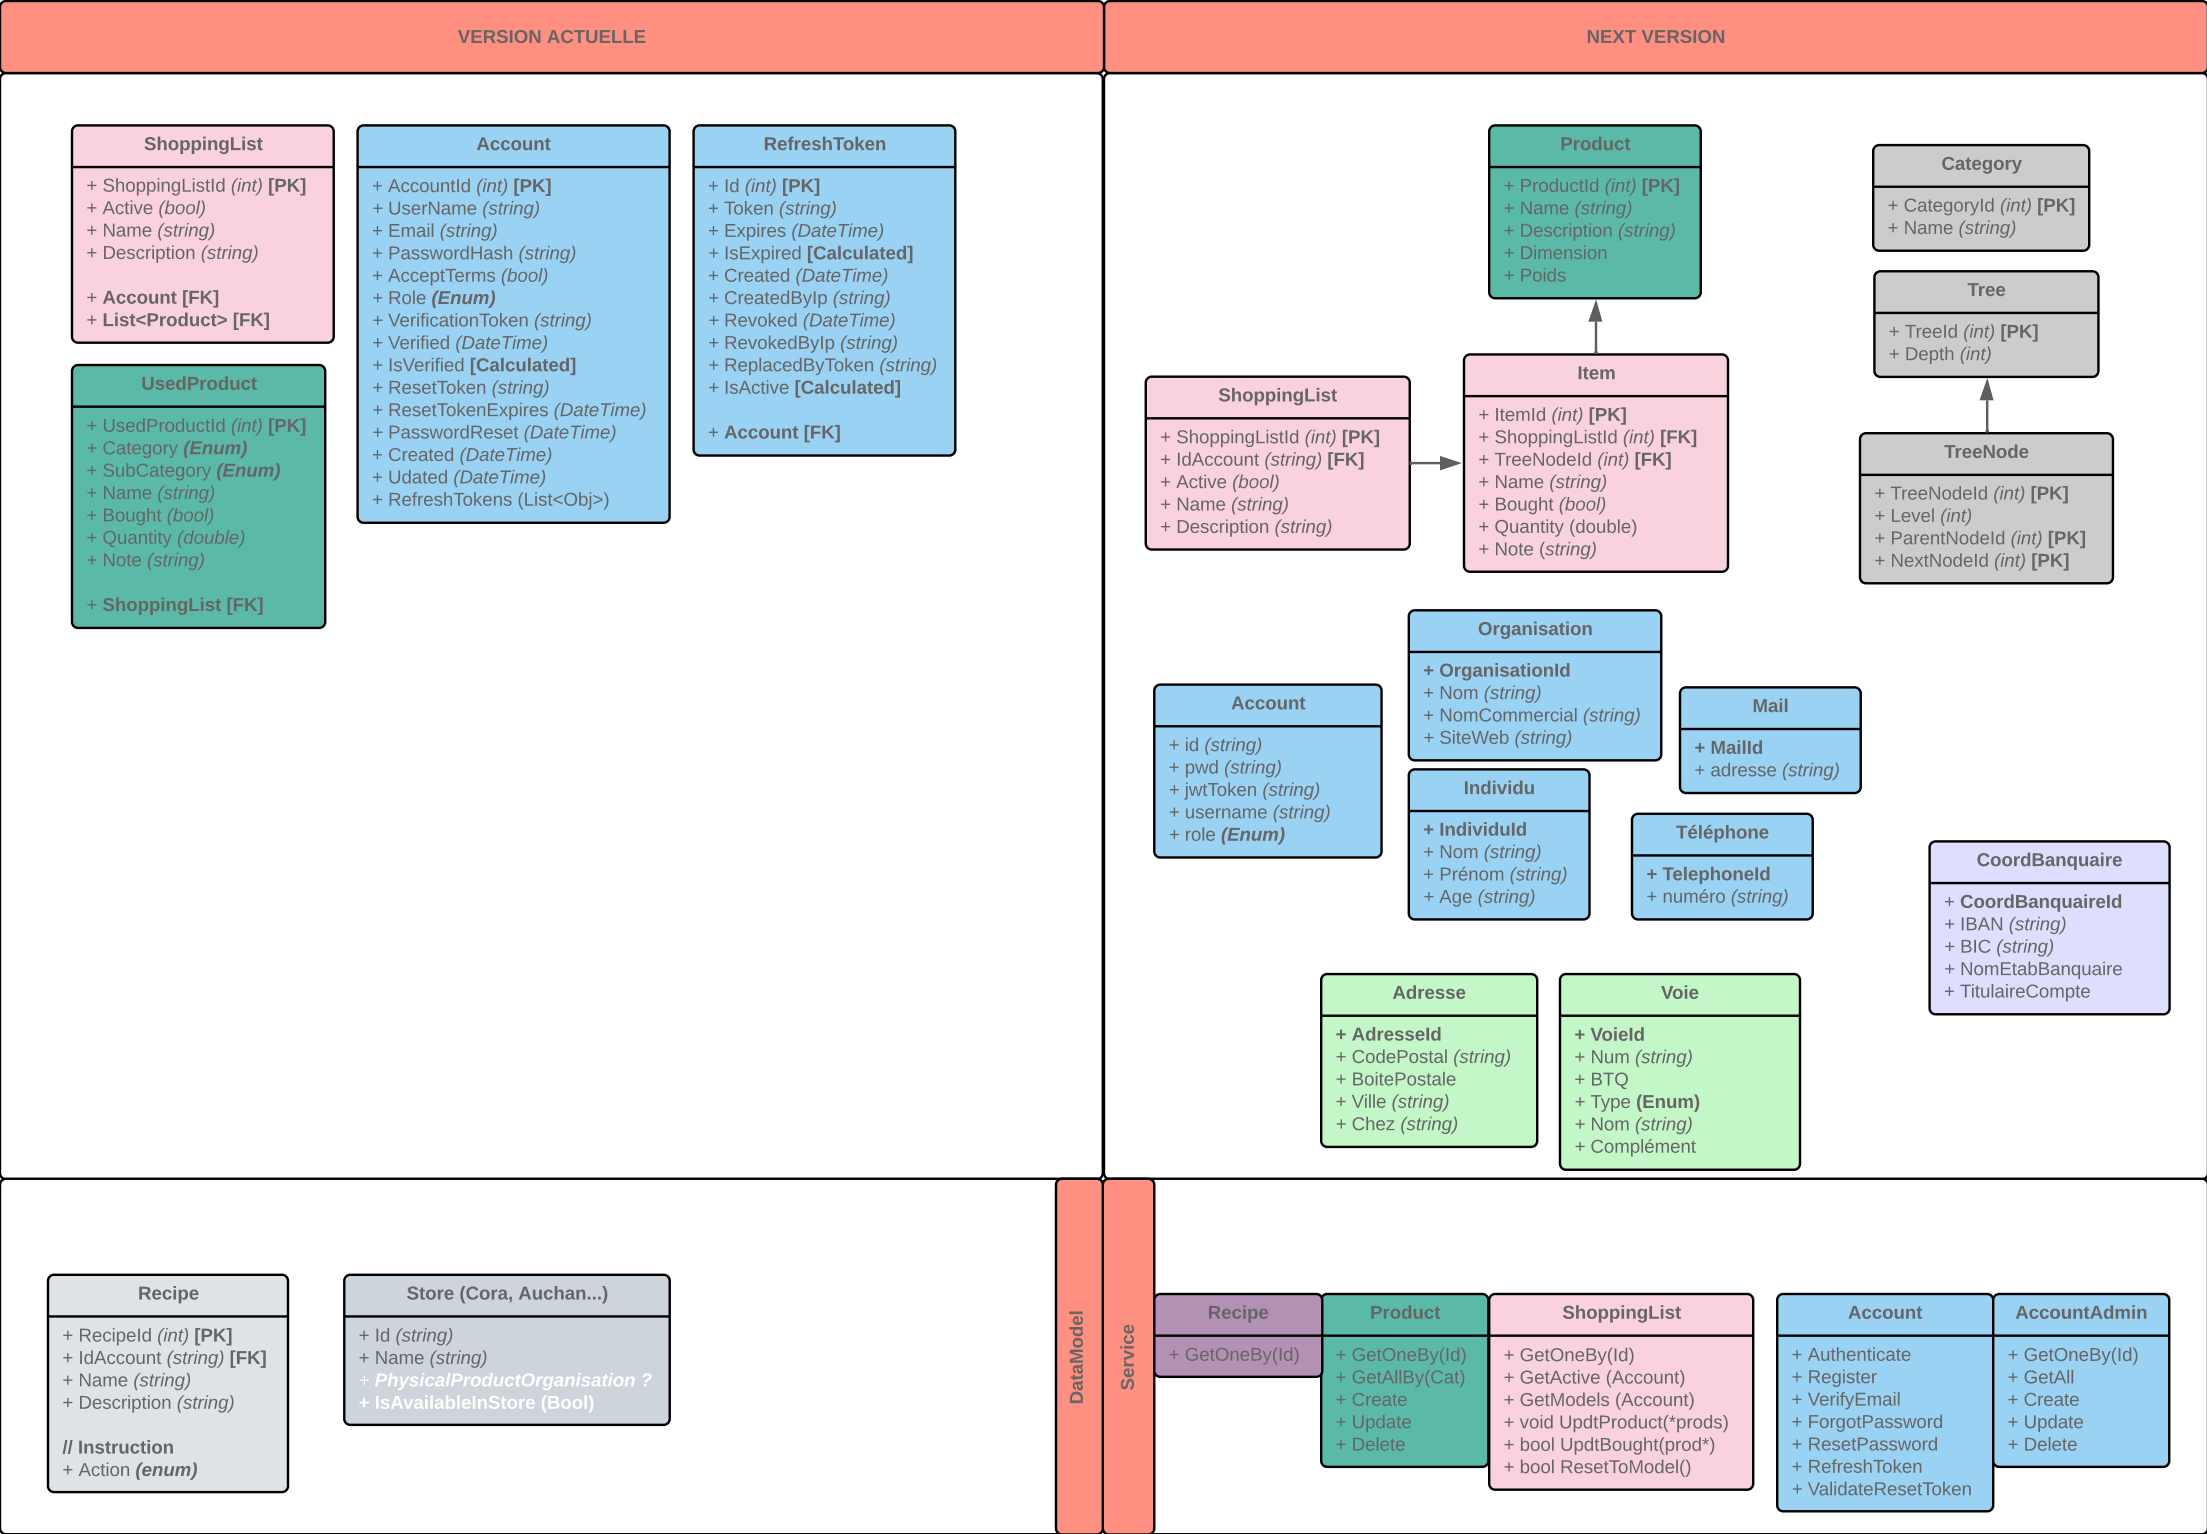 VERSION ACTUELLE
NEXT VERSION
ShoppingList
+ ShoppingListId (int) [PK]
+ Active (bool)
+ Name (string)
+ Description (string)
+ Account [FK]
+ List<Product> [FK]
UsedProduct
+ UsedProductId (int) [PK]
+ Category (Enum)
+ SubCategory (Enum)
+ Name (string)
+ Bought (bool)
+ Quantity (double)
+ Note (string)
+ ShoppingList [FK]
Account
+ AccountId (int) [PK]
+ UserName (string)
+ Email (string)
+ PasswordHash (string)
+ AcceptTerms (bool)
+ Role (Enum)
+ VerificationToken (string)
+ Verified (DateTime)
+ IsVerified [Calculated]
+ ResetToken (string)
+ ResetTokenExpires (DateTime)
+ PasswordReset (DateTime)
+ Created (DateTime)
+ Udated (DateTime)
+ RefreshTokens (List<Obj>)
RefreshToken
+ Id (int) [PK]
+ Token (string)
+ Expires (DateTime)
+ IsExpired [Calculated]
+ Created (DateTime)
+ CreatedByIp (string)
+ Revoked (DateTime)
+ RevokedByIp (string)
+ ReplacedByToken (string)
+ IsActive [Calculated]
+ Account [FK]
Product
+ ProductId (int) [PK]
+ Name (string)
+ Description (string)
+ Dimension
+ Poids
Category
+ CategoryId (int) [PK]
+ Name (string)
Tree
+ TreeId (int) [PK]
+ Depth (int)
ShoppingList
+ ShoppingListId (int) [PK]
+ IdAccount (string) [FK]
+ Active (bool)
+ Name (string)
+ Description (string)
Item
+ ItemId (int) [PK]
+ ShoppingListId (int) [FK]
+ TreeNodeId (int) [FK]
+ Name (string)
+ Bought (bool)
+ Quantity (double)
+ Note (string)
TreeNode
+ TreeNodeId (int) [PK]
+ Level (int)
+ ParentNodeId (int) [PK]
+ NextNodeId (int) [PK]
Organisation
+ OrganisationId
+ Nom (string)
+ NomCommercial (string)
+ SiteWeb (string)
Account
+ id (string)
+ pwd (string)
+ jwtToken (string)
+ username (string)
+ role (Enum)
Mail
+ MailId
+ adresse (string)
Individu
+ IndividuId
+ Nom (string)
+ Prénom (string)
+ Age (string)
Téléphone
+ TelephoneId
+ numéro (string)
CoordBanquaire
+ CoordBanquaireId
+ IBAN (string)
+ BIC (string)
+ NomEtabBanquaire
+ TitulaireCompte
Adresse
+ AdresseId
+ CodePostal (string)
+ BoitePostale
+ Ville (string)
+ Chez (string)
Voie
+ VoieId
+ Num (string)
+ BTQ
+ Type (Enum)
+ Nom (string)
+ Complément
Recipe
+ RecipeId (int) [PK]
+ IdAccount (string) [FK]
+ Name (string)
+ Description (string)
// Instruction
+ Action (enum)
Store (Cora, Auchan...)
+ Id (string)
+ Name (string)
+ PhysicalProductOrganisation ?
+ IsAvailableInStore (Bool)
DataModel
Service
Recipe
+ GetOneBy(Id)
Product
+ GetOneBy(Id)
+ GetAllBy(Cat)
+ Create
+ Update
+ Delete
ShoppingList
+ GetOneBy(Id)
+ GetActive (Account)
+ GetModels (Account)
+ void UpdtProduct(*prods)
+ bool UpdtBought(prod*)
+ bool ResetToModel()
Account
+ Authenticate
+ Register
+ VerifyEmail
+ ForgotPassword
+ ResetPassword
+ RefreshToken
+ ValidateResetToken
AccountAdmin
+ GetOneBy(Id)
+ GetAll
+ Create
+ Update
+ Delete